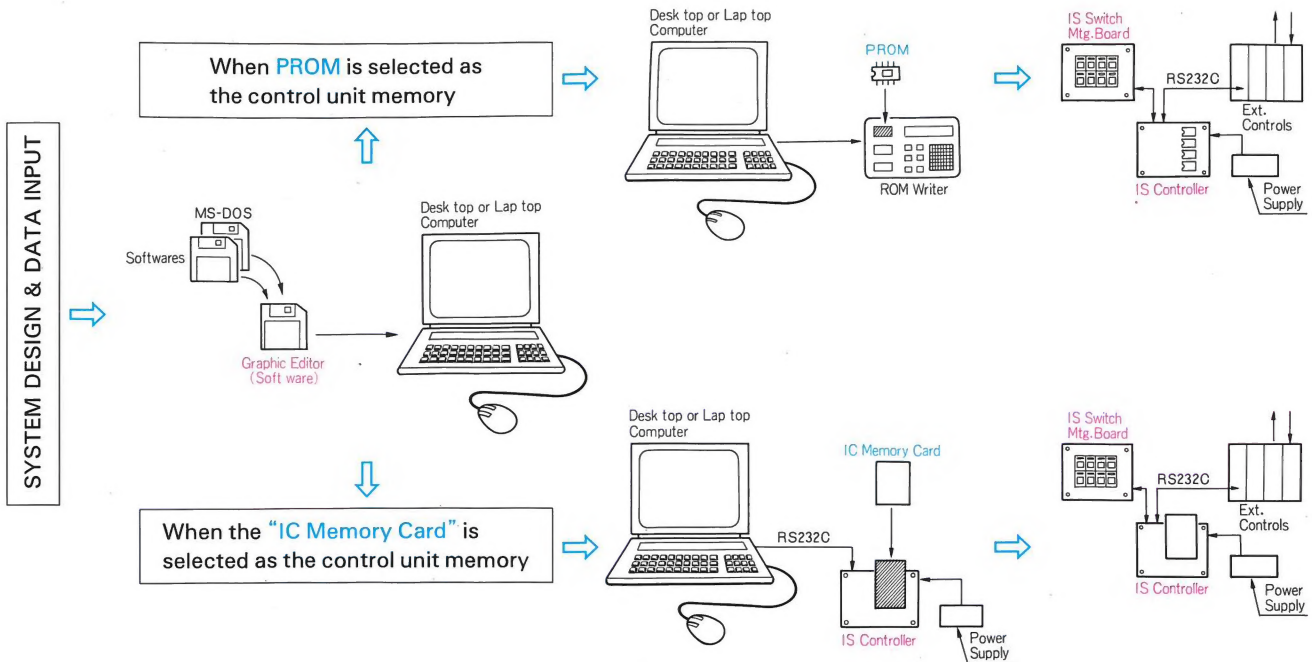 SYSTEM DESIGN & DATA INPUT
When PROM is selected as
the control unit memory
Desk top or Lap top
Computer
PROM
ROM Writer
IS Switch
Mtg.Board
RS232C
Ext.
Controls
IS Controller
Power
Supply
MS-DOS
Softwares
Graphic Editor
(Soft ware)
Desk top or Lap top
Computer
When the "IC Memory Card" is
selected as the control unit memory
Desk top or Lap top
Computer
IC Memory Card
RS232C
IS Controller
Power
Supply
IS Switch
Mtg.Board
RS232C
Ext.
Controls
IS Controller
Power
Supply